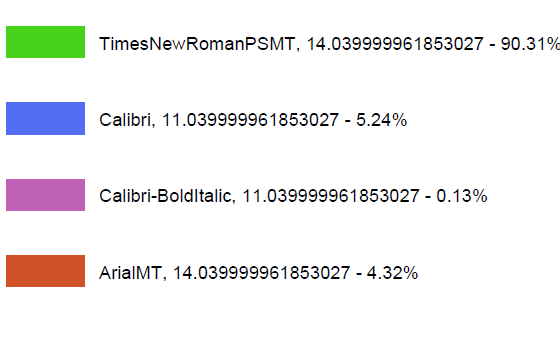 TimesNewRomanPSMT, 14.039999961853027 - 90.31%
Calibri, 11.039999961853027 - 5.24%
Calibri-BoldItalic, 11.039999961853027 - 0.13%
ArialMT, 14.039999961853027 - 4.32%